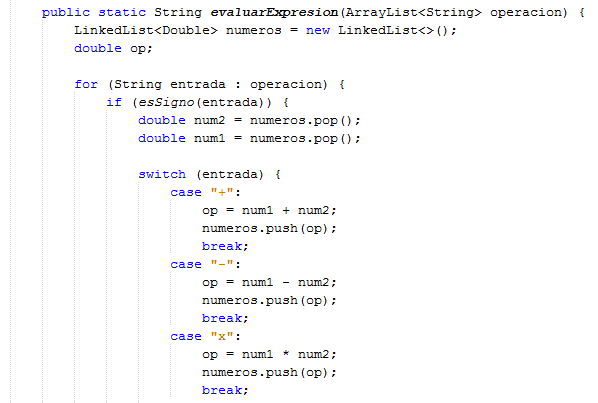 public static String evaluarExpresion(ArrayList<String> operacion) {
LinkedList<Double> numeros = new LinkedList<>();
double op;
for (String entrada : operacion) {
if (esSigno(entrada)) {
double num2 = numeros.pop();
double num1 = numeros.pop();
switch (entrada) {
case "+":
op = num1 + num2;
numeros.push(op);
break;
case "-":
op = num1 - num2;
numeros.push(op);
break;
case "x":
op = num1 * num2;
numeros.push(op);
break;